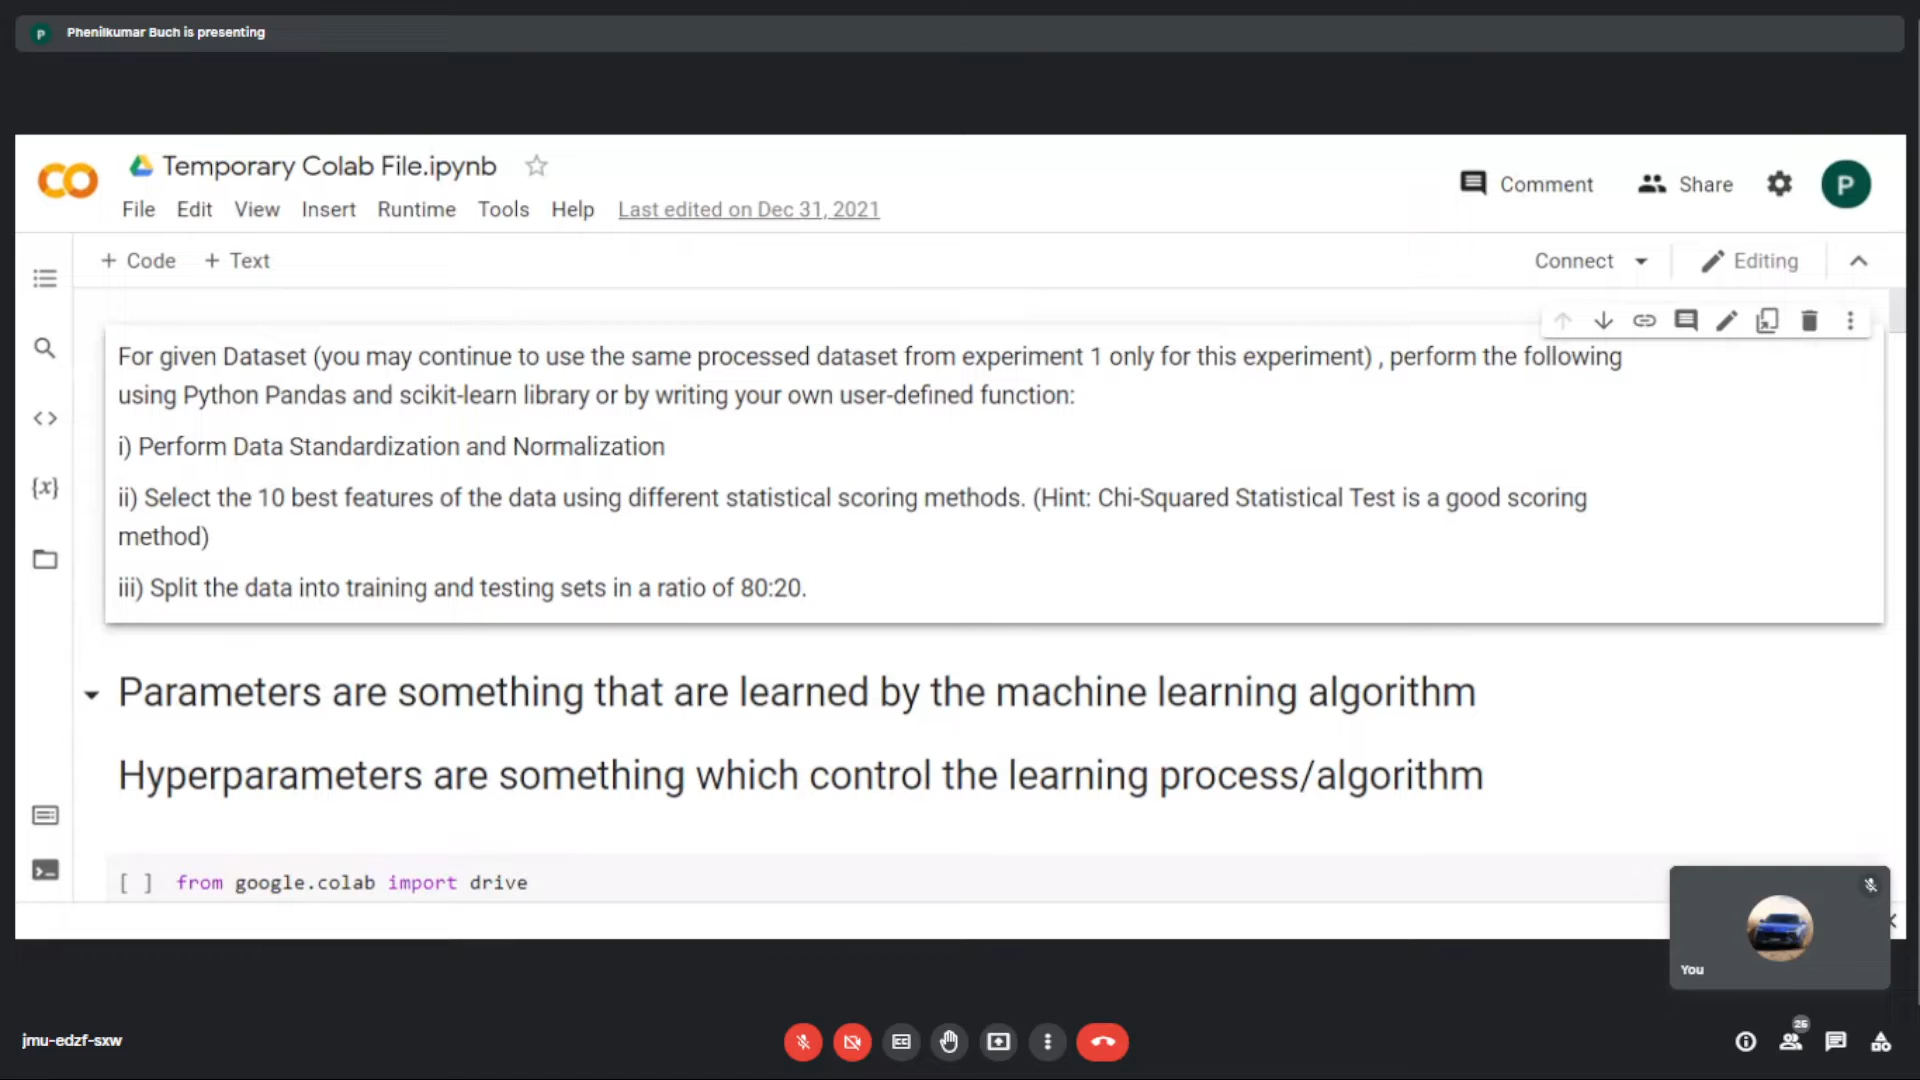 P Phenilkumar Buch is presenting
CO
Temporary Colab File.ipynb
Comment Share P
File Edit View Insert Runtime Tools Help Last edited on Dec 31, 2021
+ Code + Text
Connect Editing
For given Dataset (you may continue to use the same processed dataset from experiment 1 only for this experiment) , perform the following
using Python Pandas and scikit-learn library or by writing your own user-defined function:
i) Perform Data Standardization and Normalization
ii) Select the 10 best features of the data using different statistical scoring methods. (Hint: Chi-Squared Statistical Test is a good scoring
method)
iii) Split the data into training and testing sets in a ratio of 80:20.
Parameters are something that are learned by the machine learning algorithm
Hyperparameters are something which control the learning process/algorithm
[ ] from google.colab import drive
You
jmu-edzf-sxw
25